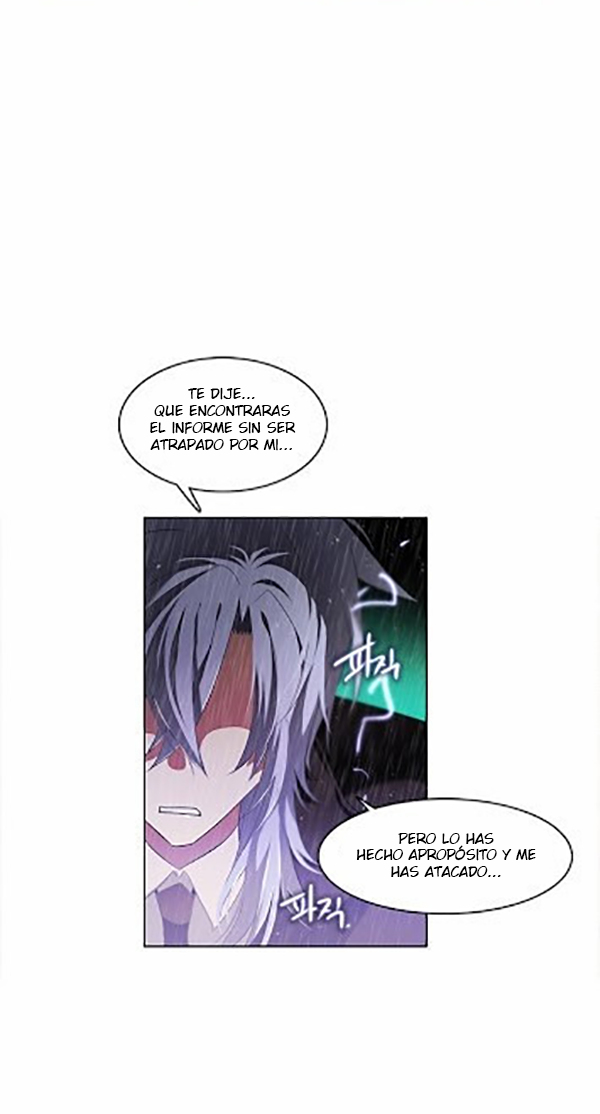 TE DIJE...
QUE ENCONTRARAS
EL INFORME SIN SER
ATRAPADO POR MI...
파직
PERO LO HAS
HECHO APROPÓSITO Y ME
HAS ATACADO...
파직.